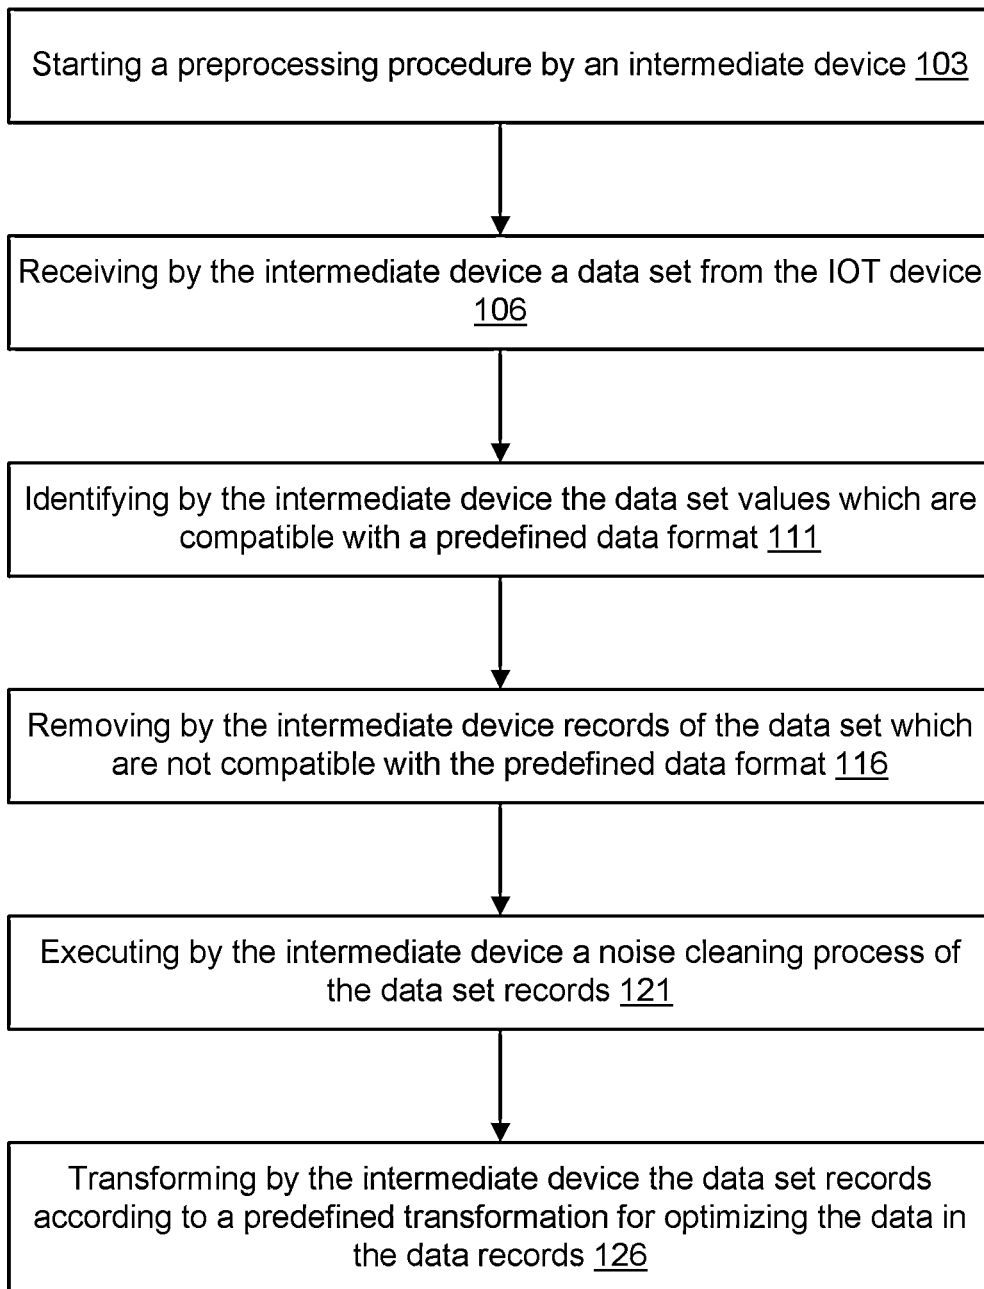 Starting a preprocessing procedure by an intermediate device 103
Receiving by the intermediate device a data set from the IOT device
106
Identifying by the intermediate device the data set values which are
compatible with a predefined data format 111
Removing by the intermediate device records of the data set which
are not compatible with the predefined data format 116
Executing by the intermediate device a noise cleaning process of
the data set records 121
Transforming by the intermediate device the data set records
according to a predefined transformation for optimizing the data in
the data records 126